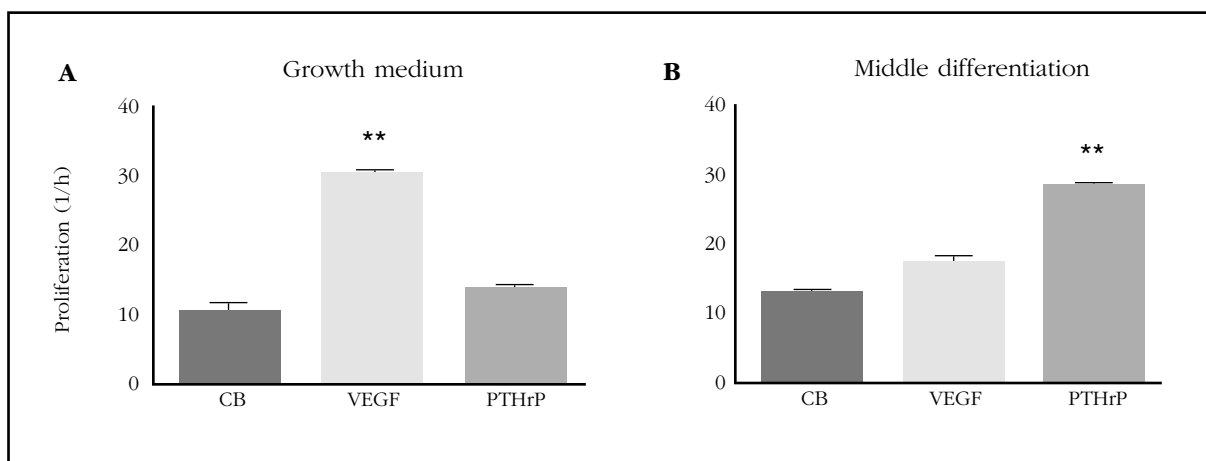 A Growth medium
Proliferation (1/h)
40
**
30
20
10
0
CB VEGF PTHrP
B Middle differentiation
40
**
30
20
10
0
CB VEGF PTHrP